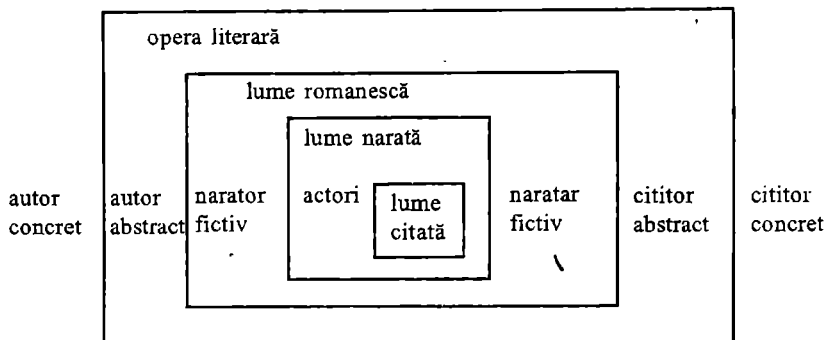 opera literară
lume romanescă
lume narată
autor concret
autor abstract
narator fictiv
actori
lume citată
naratar fictiv
cititor abstract
cititor concret